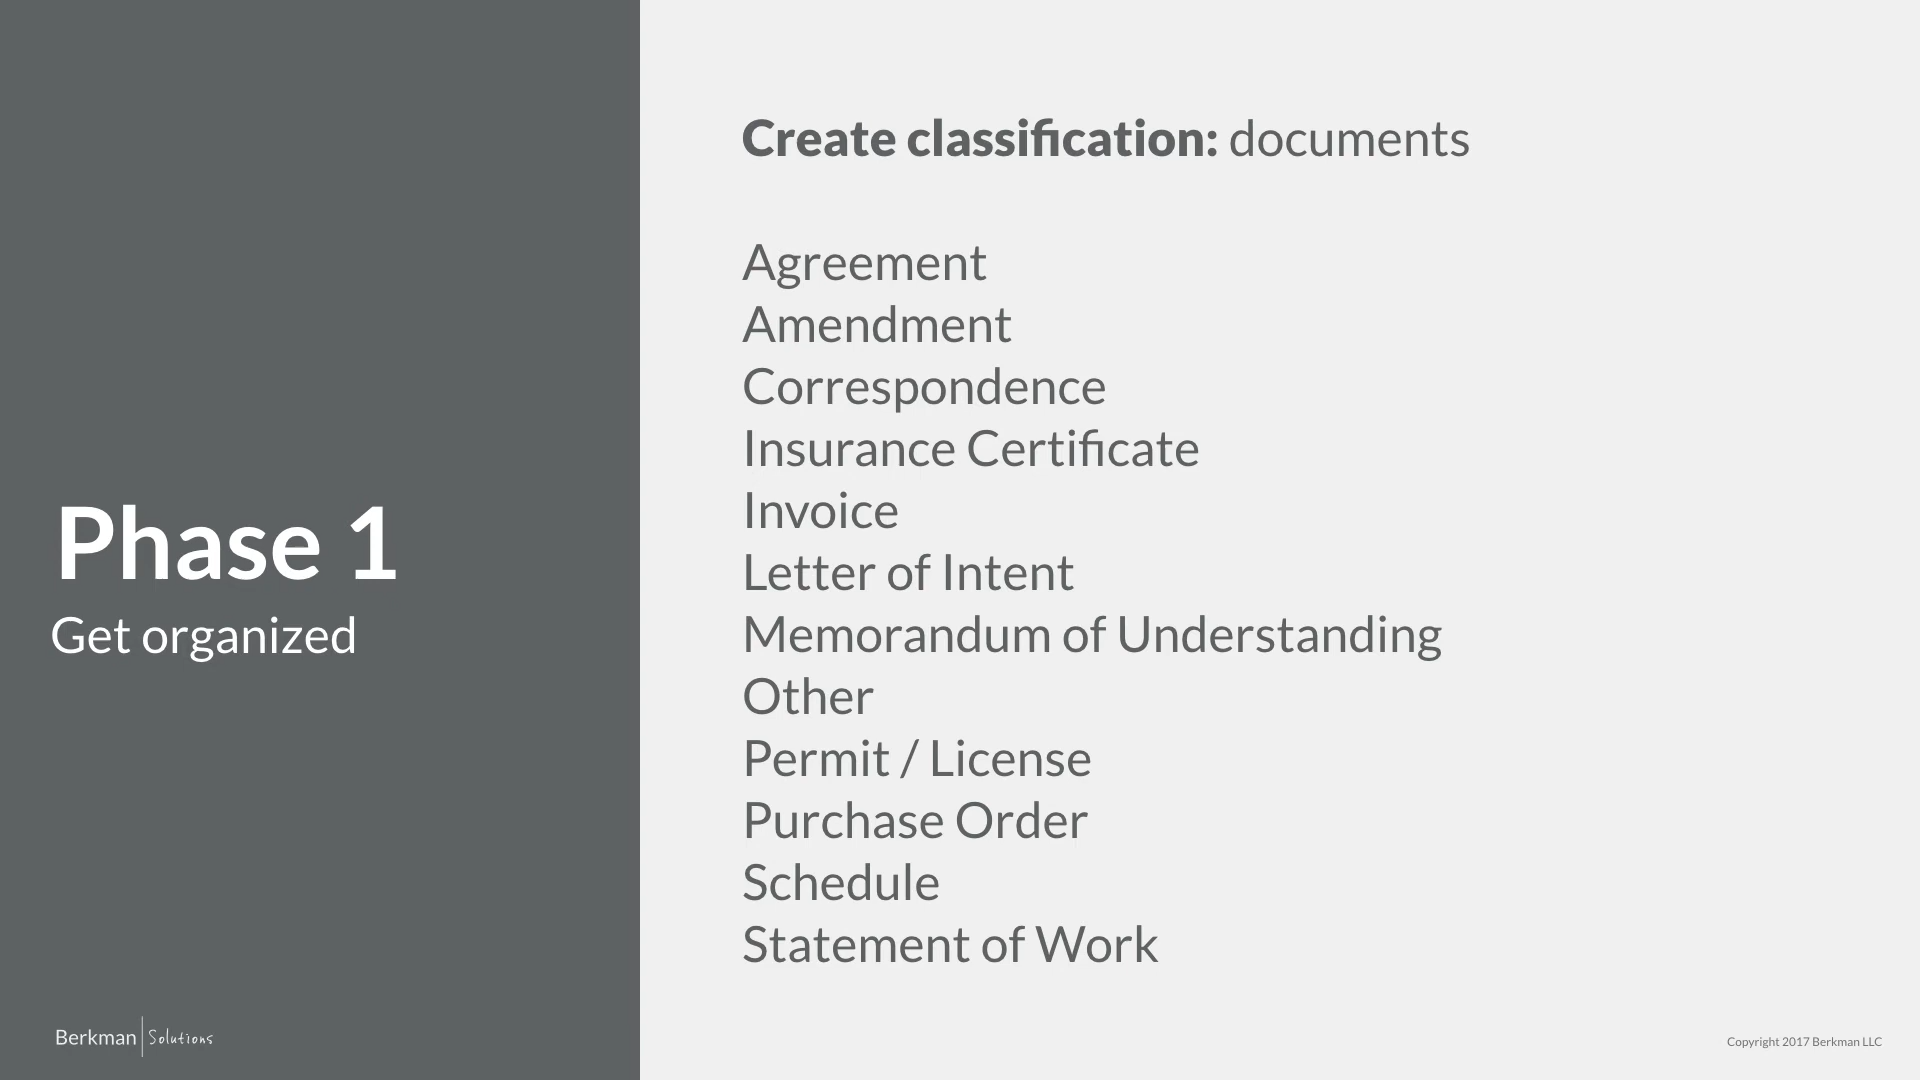 Phase 1
Get organized
Create classification: documents
Agreement
Amendment
Correspondence
Insurance Certificate
Invoice
Letter of Intent
Memorandum of Understanding
Other
Permit / License
Purchase Order
Schedule
Statement of Work
Berkman Solutions
Copyright 2017 Berkman LLC